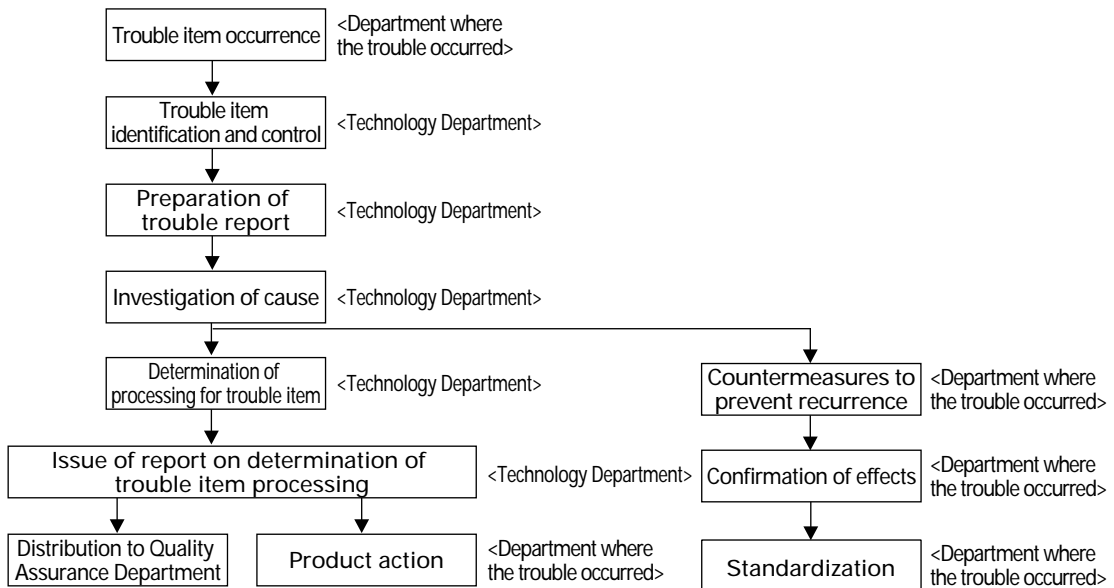 Trouble item occurrence
<Department where
the trouble occurred>
Trouble item
identification and control
<Technology Department>
Preparation of
trouble report
<Technology Department>
Investigation of cause
<Technology Department>
Determination of
processing for trouble item
<Technology Department>
Countermeasures to
prevent recurrence
<Department where
the trouble occurred>
Issue of report on determination of
trouble item processing
<Technology Department>
Confirmation of effects
<Department where
the trouble occurred>
Distribution to Quality
Assurance Department
Product action
<Department where
the trouble occurred>
Standardization
<Department where
the trouble occurred>